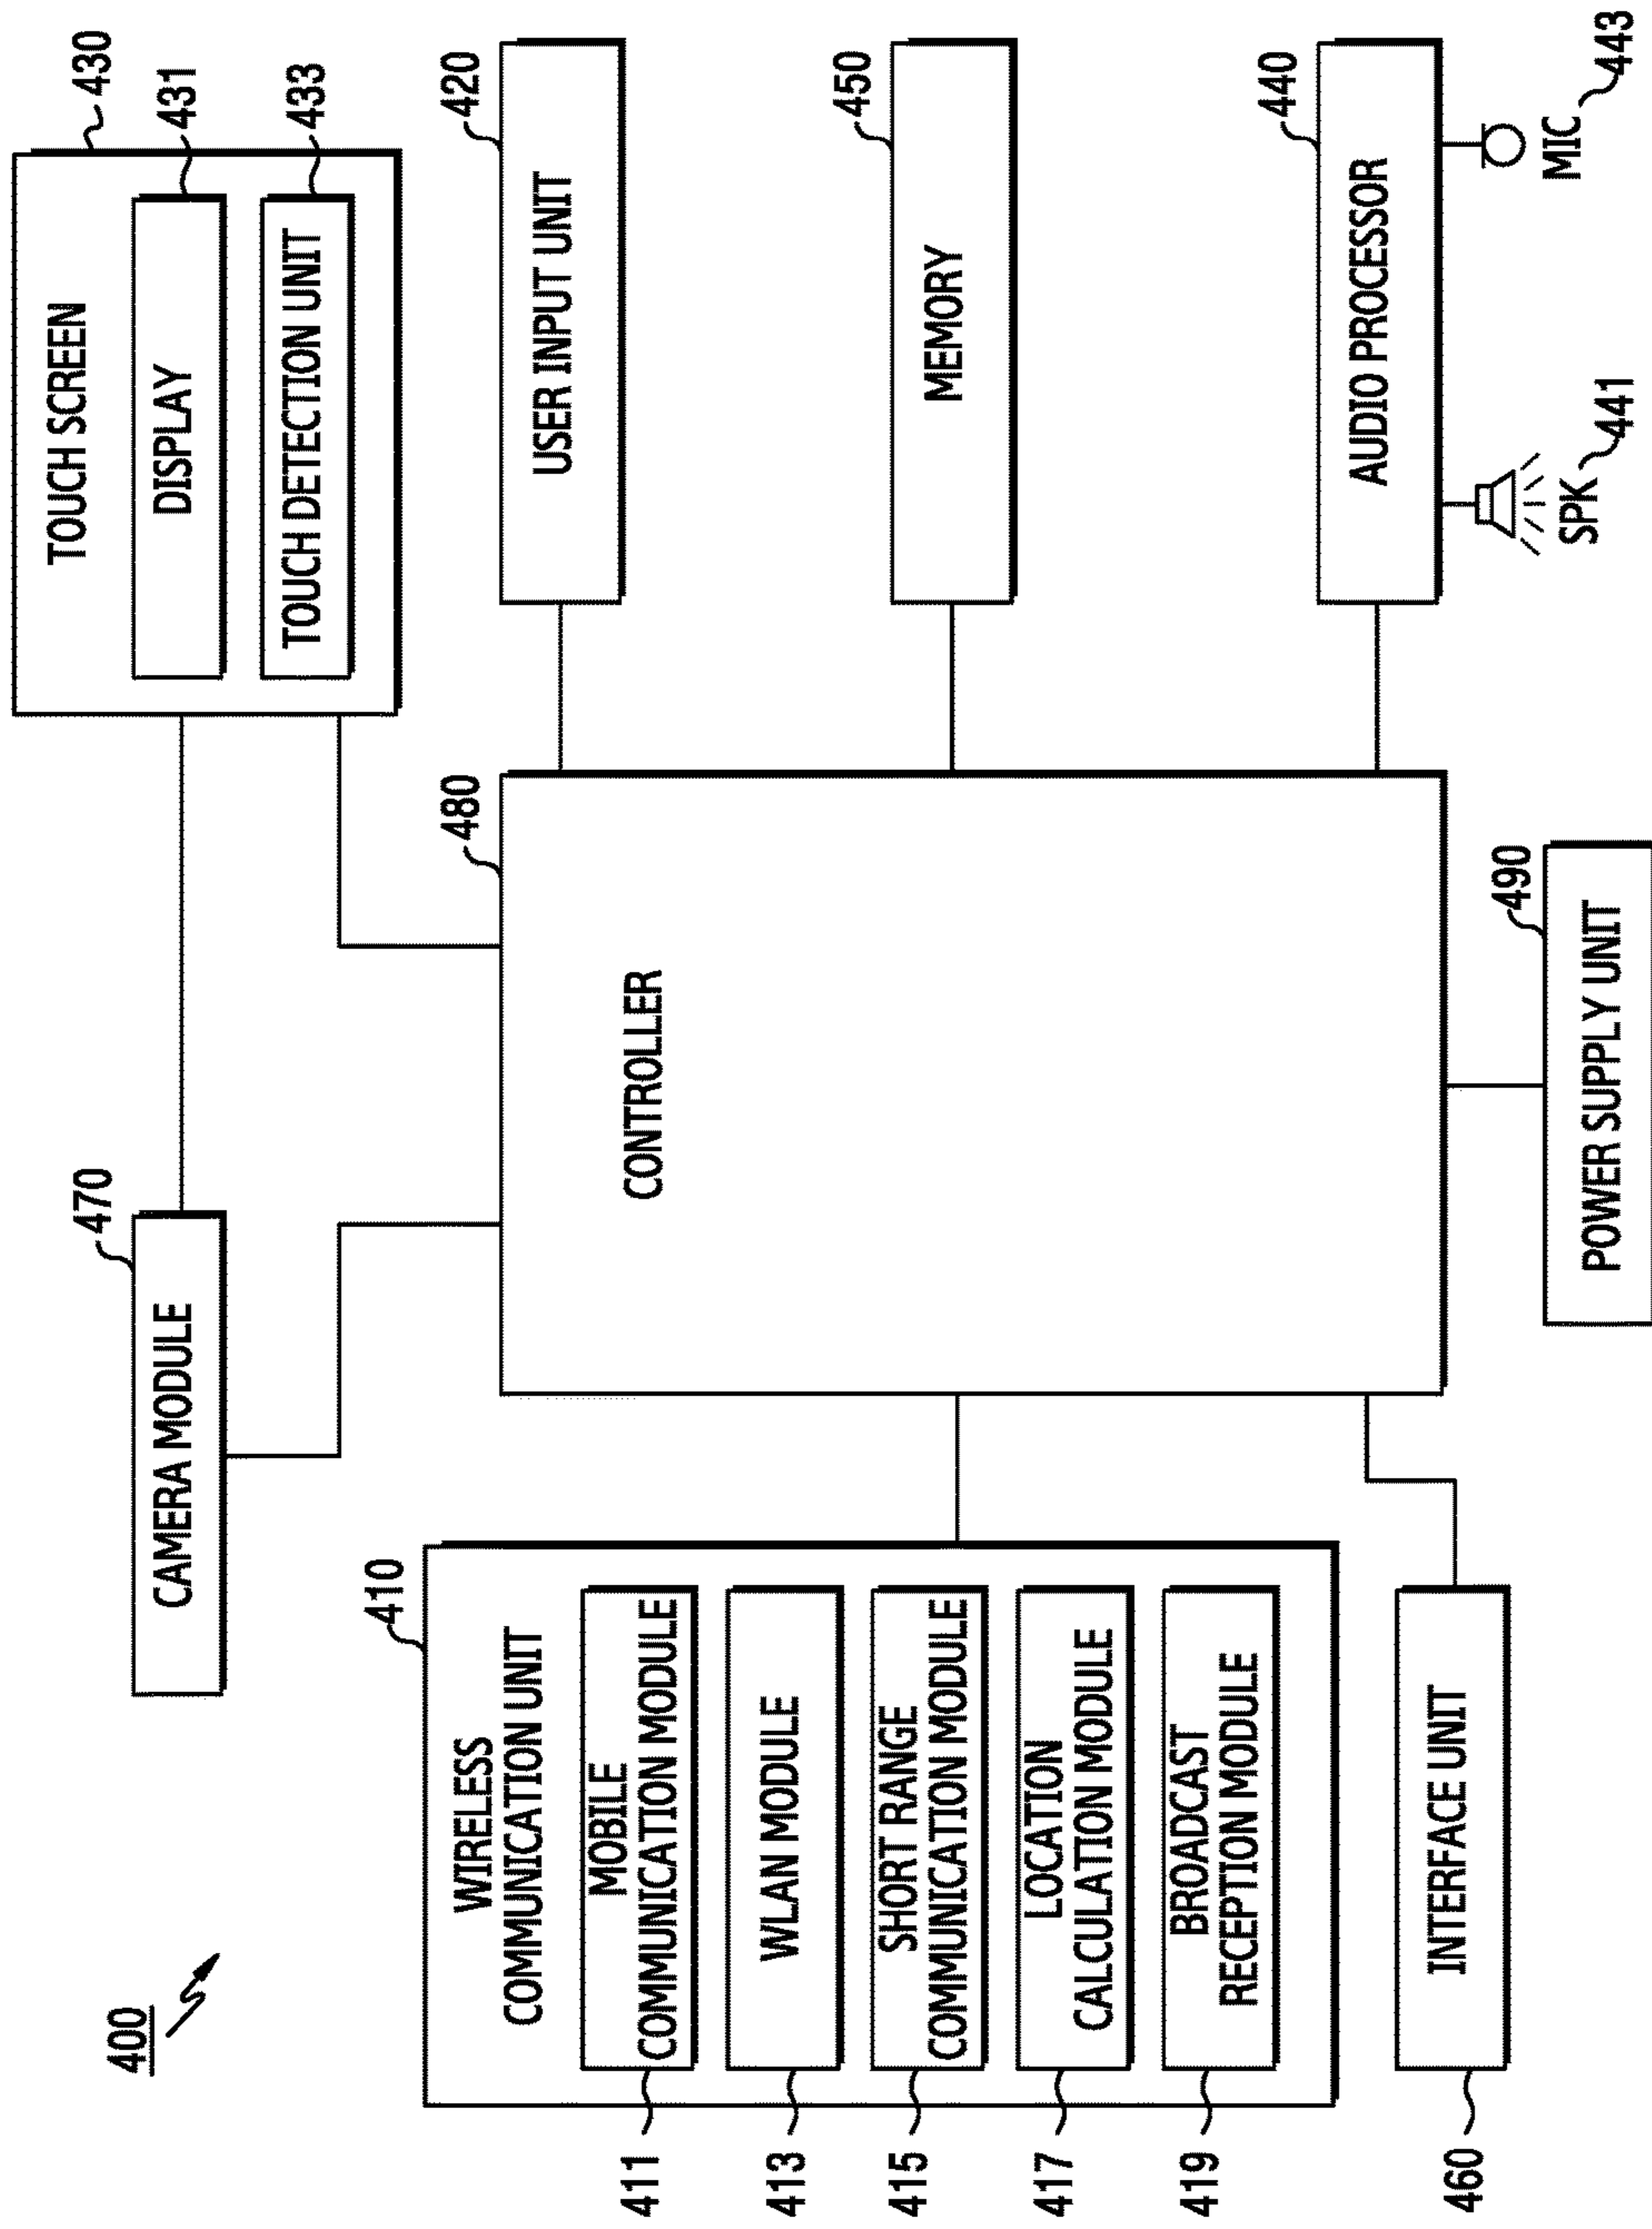 400
470
CAMERA MODULE
430
TOUCH SCREEN
431
DISPLAY
433
TOUCH DETECTION UNIT
410
WIRELESS
COMMUNICATION UNIT
411
MOBILE
COMMUNICATION MODULE
413
WLAN MODULE
415
SHORT RANGE
COMMUNICATION MODULE
417
LOCATION
CALCULATION MODULE
419
BROADCAST
RECEPTION MODULE
460
INTERFACE UNIT
480
CONTROLLER
490
POWER SUPPLY UNIT
420
USER INPUT UNIT
450
MEMORY
440
AUDIO PROCESSOR
SPK
441
MIC
443